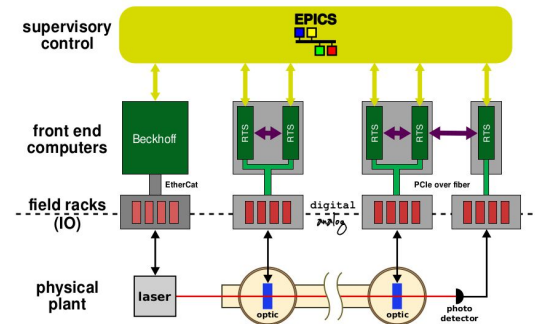 supervisory
control
EPICS
front end
computers
Beckhoff
RTS
RTS
RTS
RTS
RTS
EtherCat
PCIe over fiber
field racks
(IO)
digital
analog
physical
plant
laser
optic
optic
photo
detector